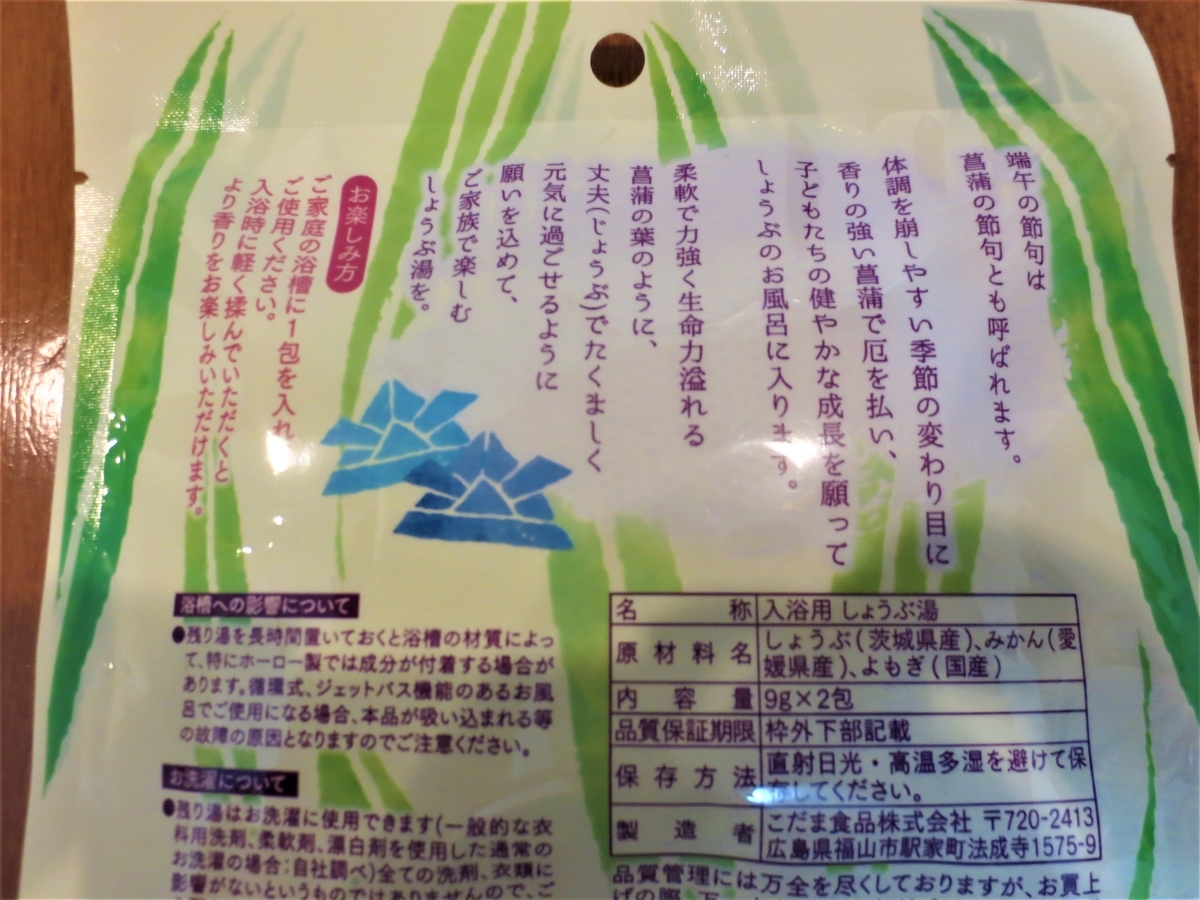 端午の節句は
菖蒲の節句とも呼ばれます。
体調を崩しやすい季節の変わり目に
香りの強い菖蒲で厄を払い、
子どもたちの健やかな成長を願って
しょうぶのお風呂に入ります。
柔軟で力強く生命力溢れる
菖蒲の葉のように、
丈夫(じょうぶ)でたくましく
元気に過ごせるように
願いを込めて、
ご家族で楽しむ
しょうぶ湯を。
お楽しみ方
ご家庭の浴槽に1包を入れ
ご使用ください。
入浴時に軽く揉んでいただくと
より香りをお楽しみいただけます。
浴槽への影響について
●残り湯を長時間置いておくと浴槽の材質によっ
て、特にホーロー製では成分が付着する場合が
あります。循環式、ジェットバス機能のあるお風
呂でご使用になる場合、本品が吸い込まれる等
の故障の原因となりますのでご注意ください。
お洗濯について
●残り湯はお洗濯に使用できます(一般的な衣
料用洗剤、柔軟剤、漂白剤を使用した通常の
お洗濯の場合:自社調べ)全ての洗剤、衣類に
影響がないというものではありませんので、ご
名称 入浴用 しょうぶ湯
原材料名 しょうぶ(茨城県産)、みかん(愛
媛県産)、よもぎ(国産)
内容量 9g×2包
品質保証期限 枠外下部記載
保存方法 直射日光・高温多湿を避けて保
存してください。
製造者 こだま食品株式会社 〒720-2413
広島県福山市駅家町法成寺1575-9
品質管理には万全を尽くしておりますが、お買上
げの際、万